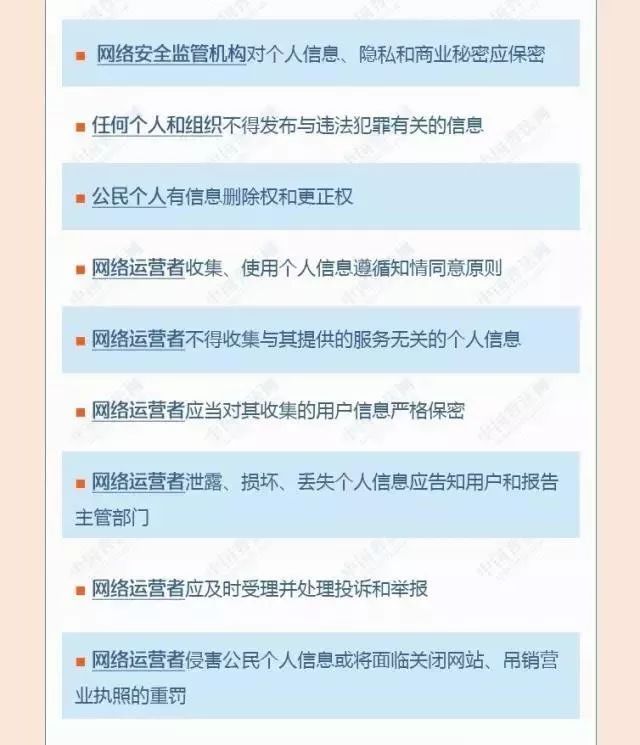 网络安全监管机构对个人信息、隐私和商业秘密应保密
任何个人和组织不得发布与违法犯罪有关的信息
公民个人有信息删除权和更正权
网络运营者收集、使用个人信息遵循知情同意原则
网络运营者不得收集与其提供的服务无关的个人信息
网络运营者应当对其收集的用户信息严格保密
网络运营者泄露、损坏、丢失个人信息应告知用户和报告
主管部门
网络运营者应及时受理并处理投诉和举报
网络运营者侵害公民个人信息或将面临关闭网站、吊销营
业执照的重罚